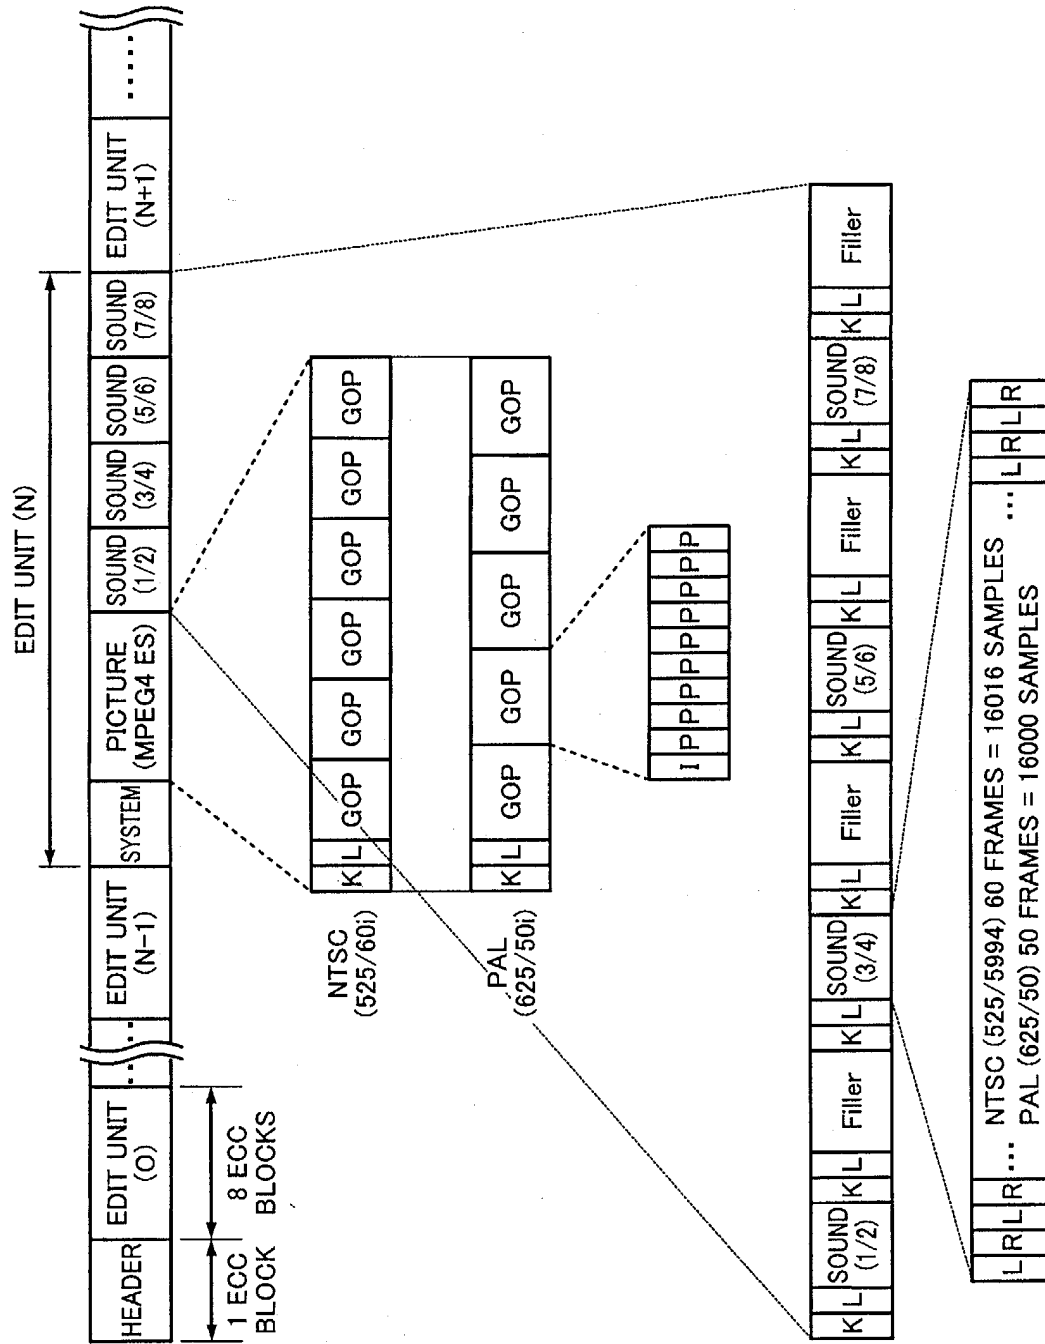 EDIT UNIT (N)
HEADER
EDIT UNIT
(O)
.....
EDIT UNIT
(N−1)
SYSTEM
PICTURE
(MPEG4 ES)
SOUND
(1/2)
SOUND
(3/4)
SOUND
(5/6)
SOUND
(7/8)
EDIT UNIT
(N+1)
.....
1 ECC
BLOCK
8 ECC
BLOCKS
NTSC
(525/60i)
K L GOP GOP GOP GOP GOP GOP
PAL
(625/50i)
K L GOP GOP GOP GOP GOP
I P P P P P P P P P
K L SOUND
(1/2)
K L Filler
K L SOUND
(3/4)
K L Filler
K L SOUND
(5/6)
K L Filler
K L SOUND
(7/8)
K L Filler
L R L R ... NTSC (525/5994) 60 FRAMES = 16016 SAMPLES ... L R L R
PAL (625/50) 50 FRAMES = 16000 SAMPLES